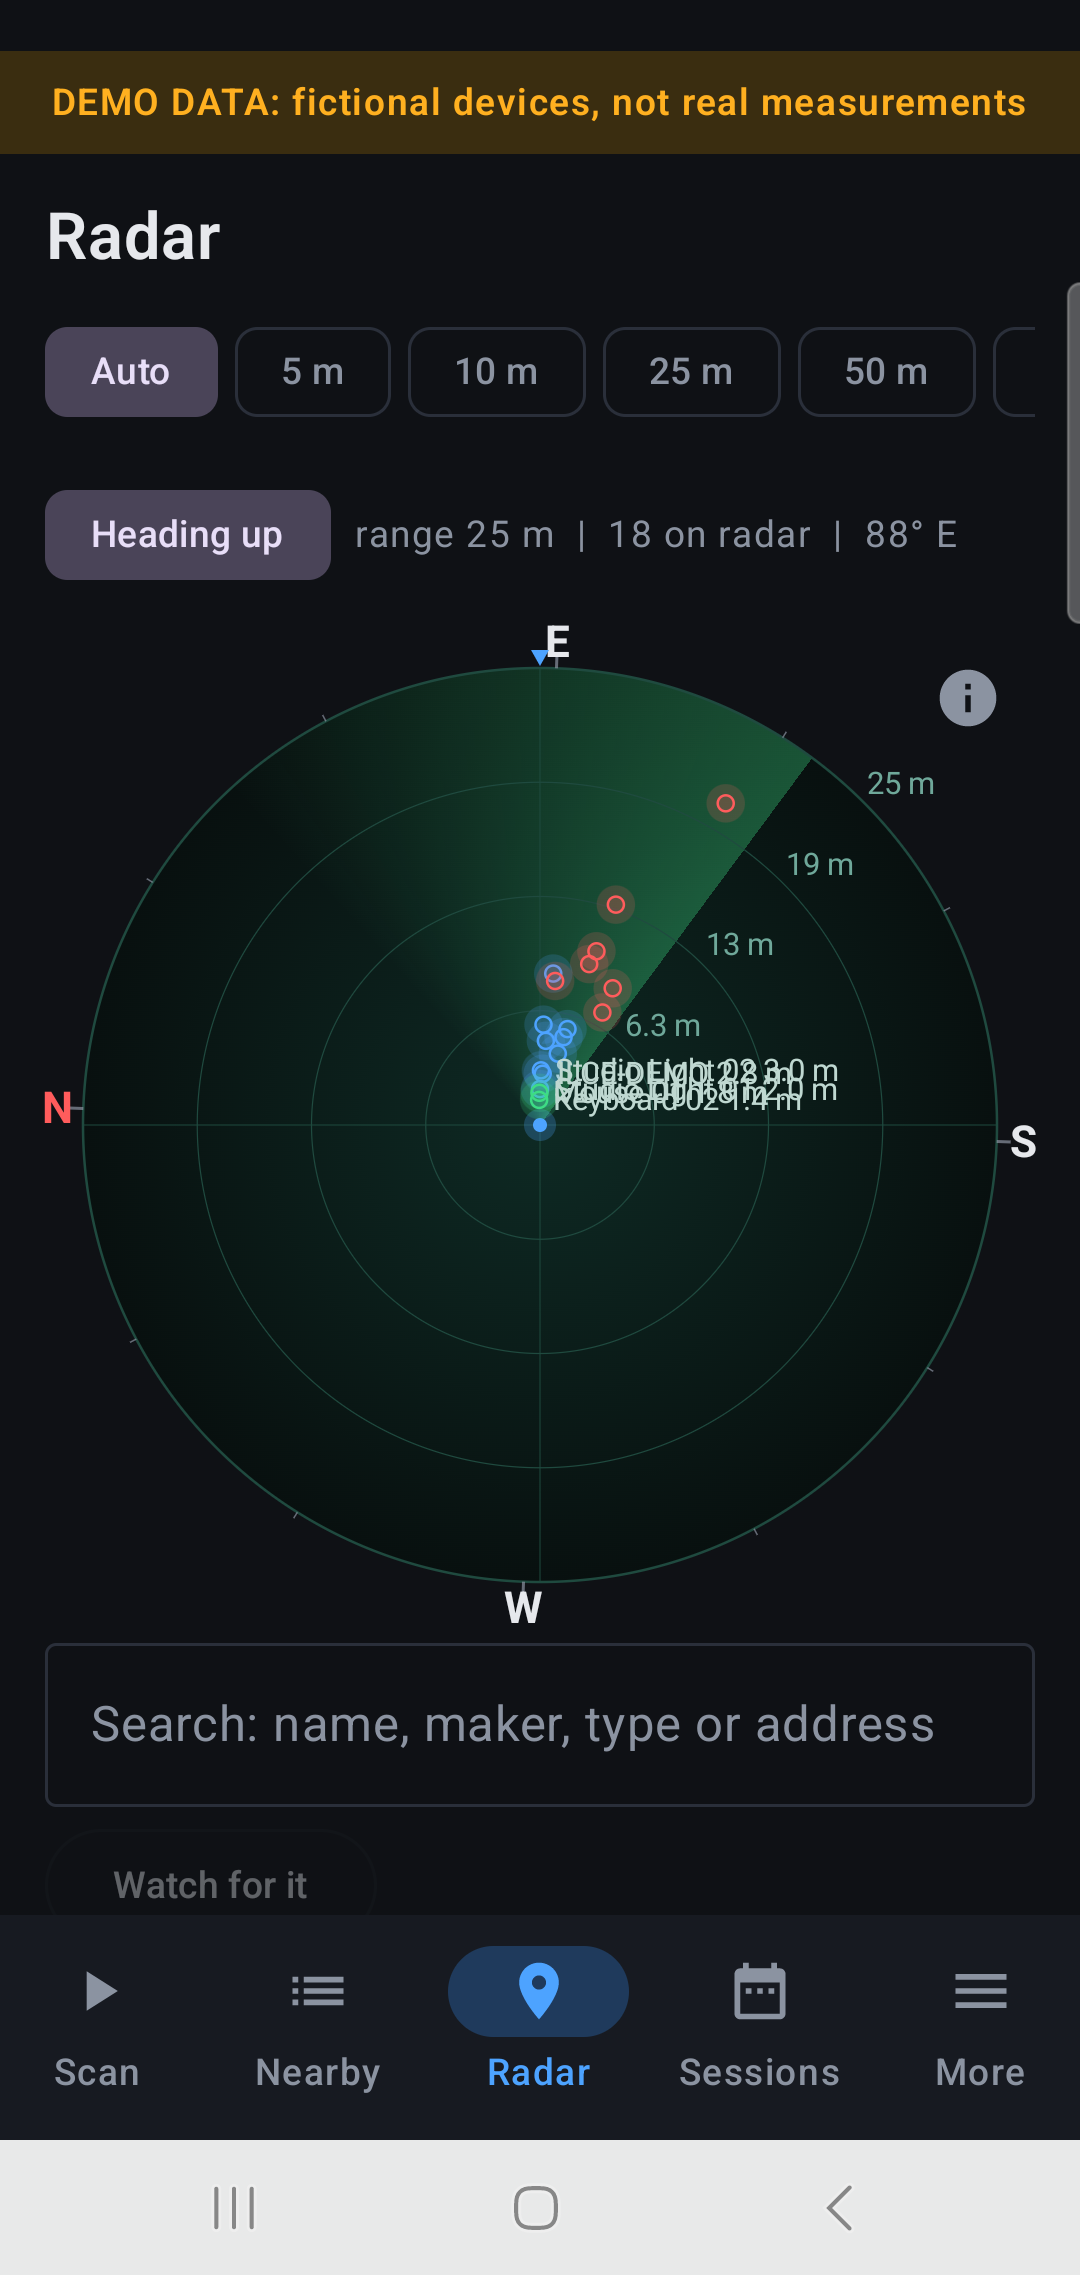 DEMO DATA: fictional devices, not real measurements
Radar
Auto
5 m
10 m
25 m
50 m
Heading up
range 25 m | 18 on radar | 88° E
E
25 m
19 m
13 m
6.3 m
3.0 m
Keyboard 02 1.4 m
N
S
W
Search: name, maker, type or address
Watch for it
Scan
Nearby
Radar
Sessions
More